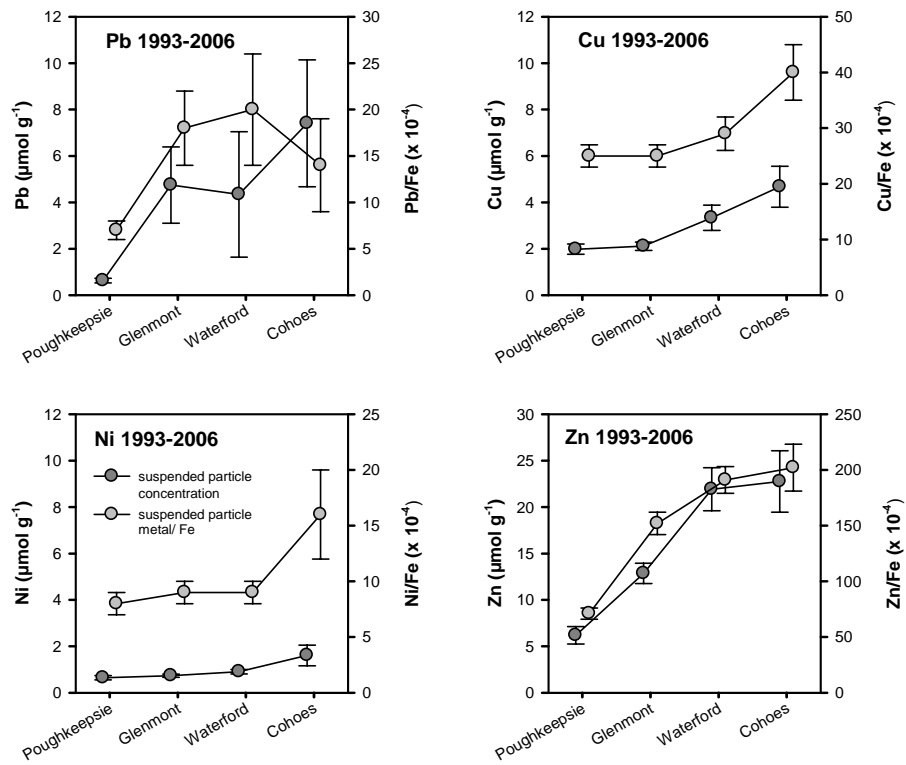 Pb 1993-2006
12
10
8
6
4
2
0
Pb (µmol g-1)
30
25
20
15
10
5
0
Pb/Fe (x 10-4)
Poughkeepsie
Glenmont
Waterford
Cohoes
Cu 1993-2006
12
10
8
6
4
2
0
Cu (µmol g-1)
50
40
30
20
10
0
Cu/Fe (x 10-4)
Poughkeepsie
Glenmont
Waterford
Cohoes
Ni 1993-2006
suspended particle
concentration
suspended particle
metal/ Fe
12
10
8
6
4
2
0
Ni (µmol g-1)
25
20
15
10
5
0
Ni/Fe (x 10-4)
Poughkeepsie
Glenmont
Waterford
Cohoes
Zn 1993-2006
30
25
20
15
10
5
0
Zn (µmol g-1)
250
200
150
100
50
0
Zn/Fe (x 10-4)
Poughkeepsie
Glenmont
Waterford
Cohoes